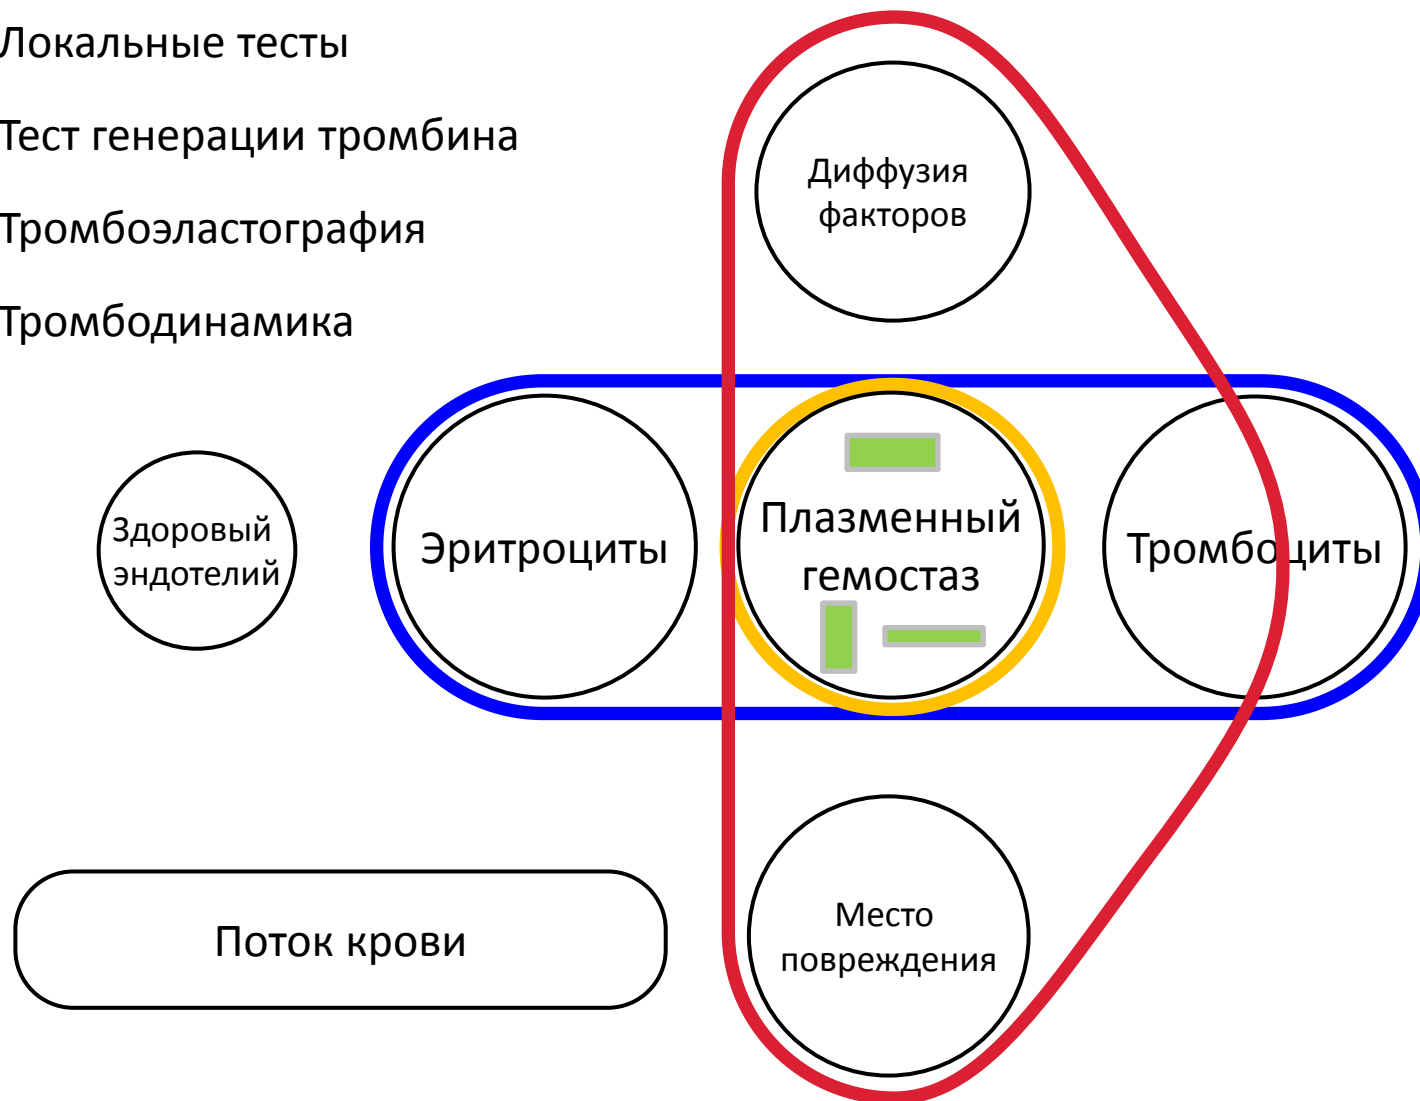 Локальные тесты
Тест генерации тромбина
Тромбоэластография
Тромбодинамика
Диффузия
факторов
Здоровый
эндотелий
Эритроциты
Плазменный
гемостаз
Тромбоциты
Поток крови
Место
повреждения